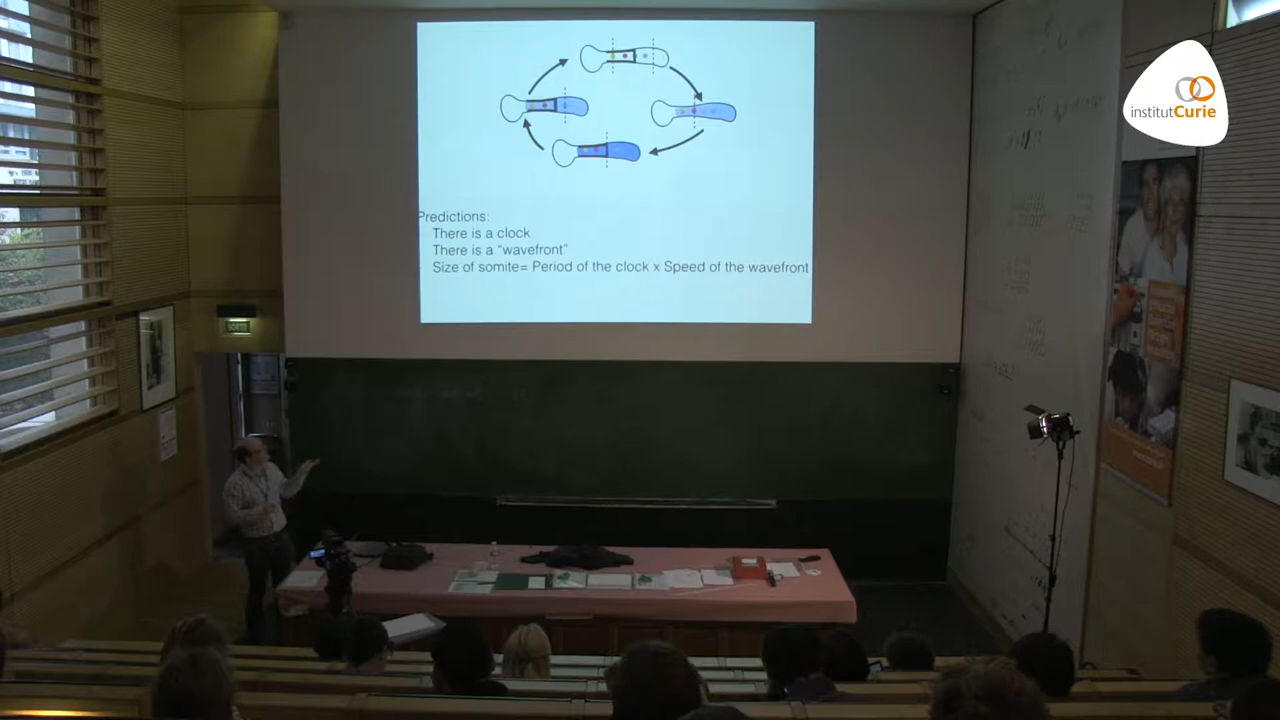 institutCurie
Predictions:
There is a clock
There is a “wavefront”
Size of somite= Period of the clock x Speed of the wavefront
SORTIE